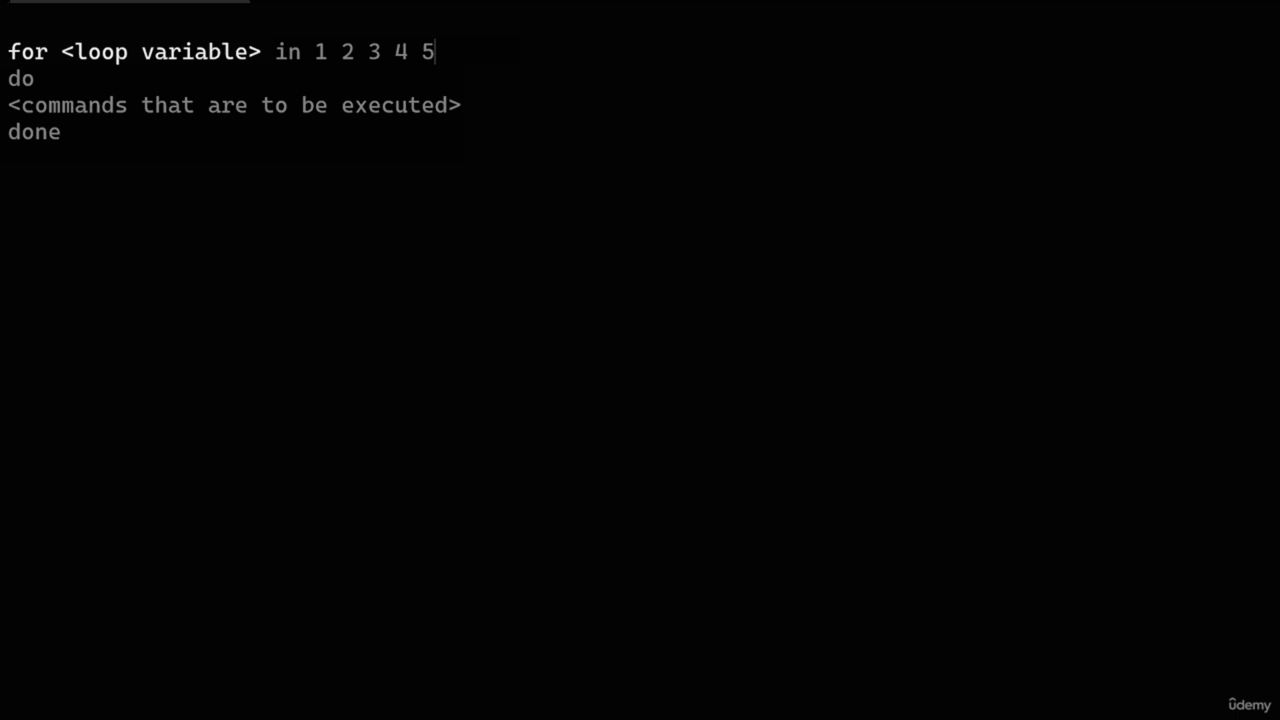 for <loop variable> in 1 2 3 4 5
do
<commands that are to be executed>
done
ûdemy